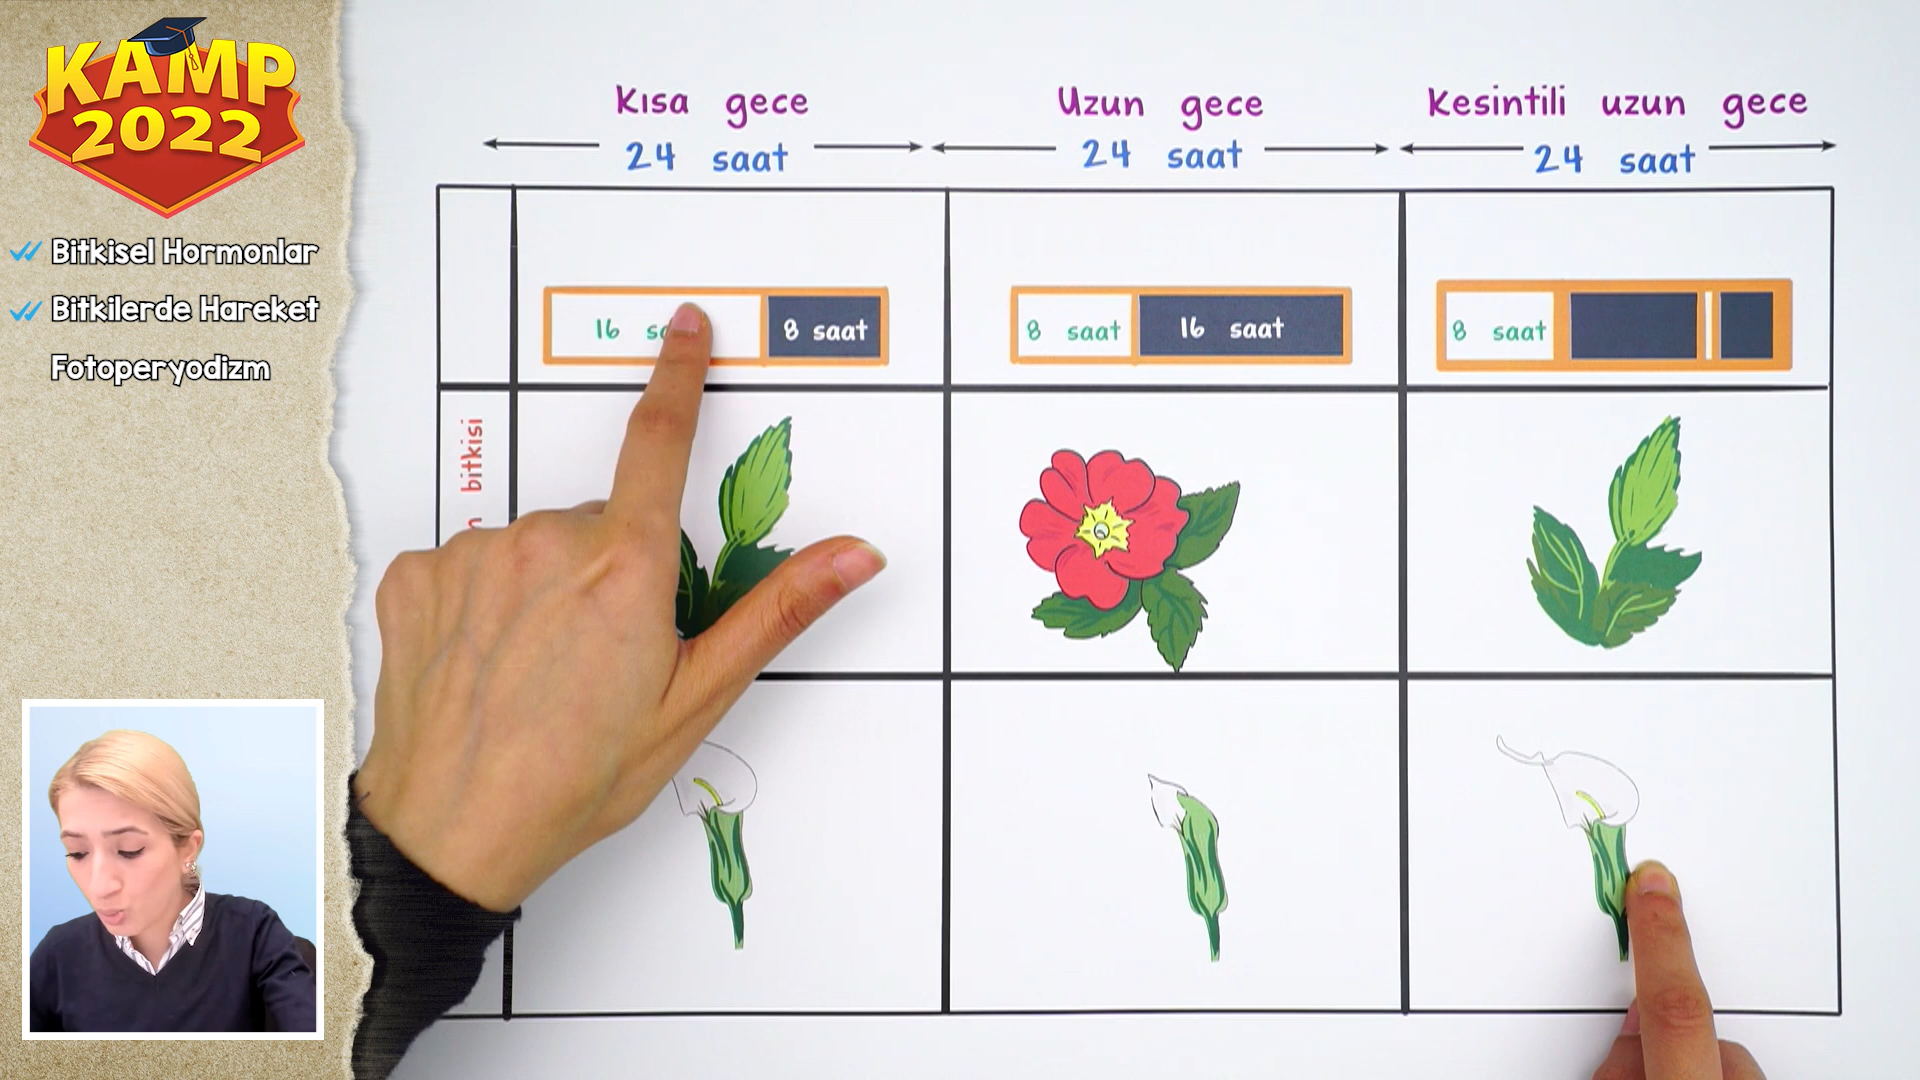 KAMP
2022
Bitkisel Hormonlar
Bitkilerde Hareket
Fotoperyodizm
Kısa gece
24 saat
Uzun gece
24 saat
Kesintili uzun gece
24 saat
16
8 saat
8 saat
16 saat
8 saat
bitkisi